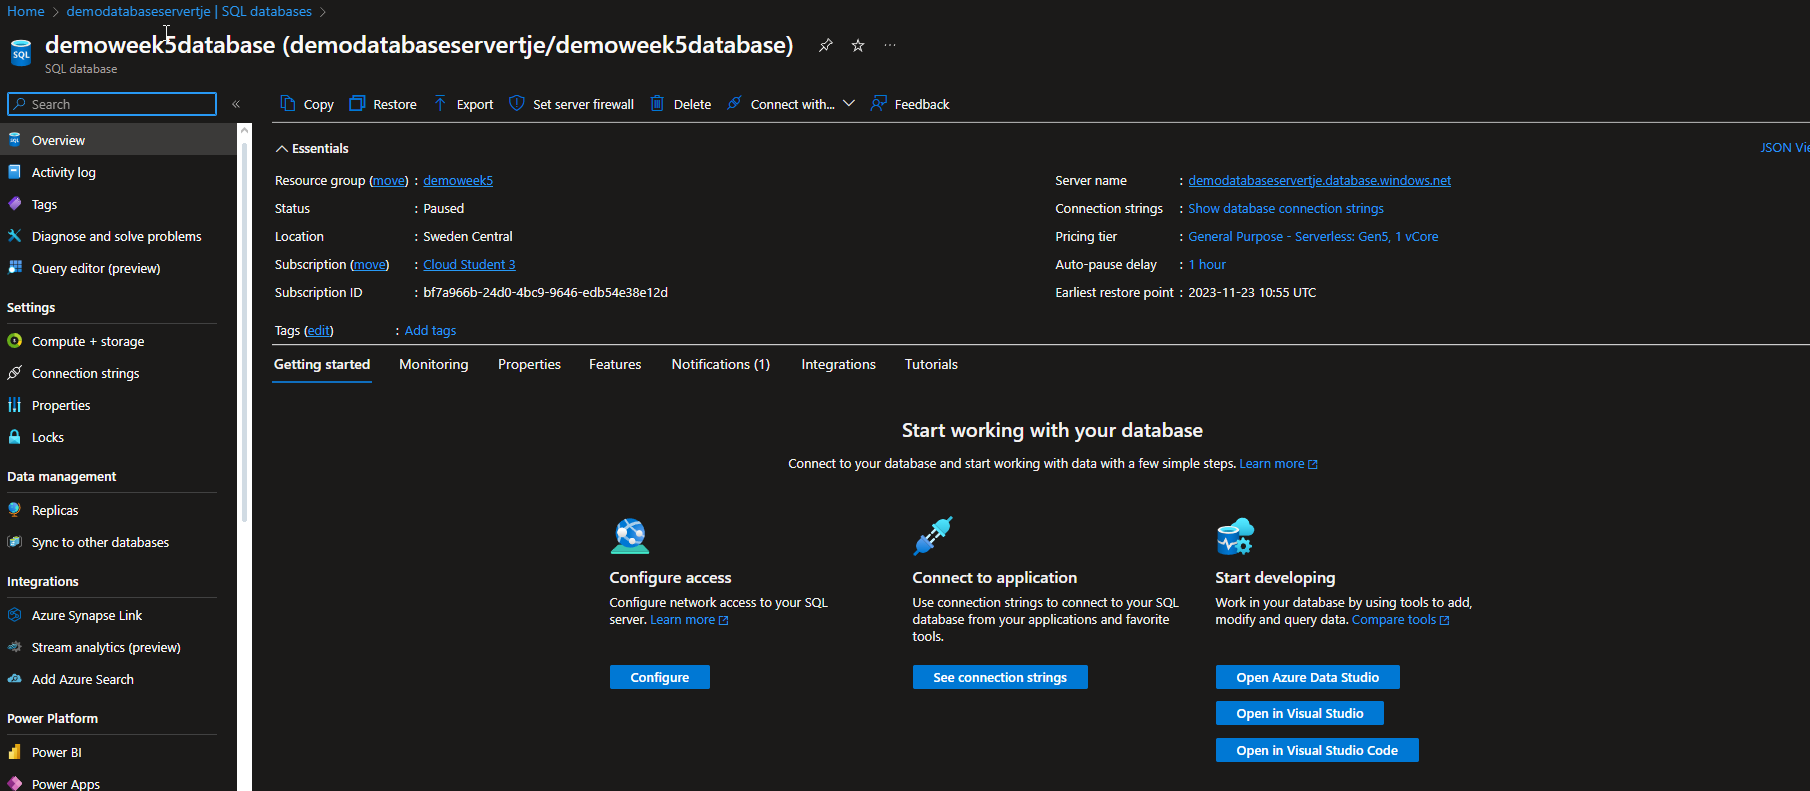 Home > demodatabaseservertje | SQL databases >
demoweek5database (demodatabaseservertje/demoweek5database)
SQL
SQL database
Search
«
Copy
Restore
Export
Set server firewall
Delete
Connect with...
Feedback
Overview
Activity log
Tags
Diagnose and solve problems
Query editor (preview)
Settings
Compute + storage
Connection strings
Properties
Locks
Data management
Replicas
Sync to other databases
Integrations
Azure Synapse Link
Stream analytics (preview)
Add Azure Search
Power Platform
Power BI
Power Apps
Essentials
JSON Vie
Resource group (move) : demoweek5
Status : Paused
Location : Sweden Central
Subscription (move) : Cloud Student 3
Subscription ID : bf7a966b-24d0-4bc9-9646-edb54e38e12d
Server name : demodatabaseservertje.database.windows.net
Connection strings : Show database connection strings
Pricing tier : General Purpose - Serverless: Gen5, 1 vCore
Auto-pause delay : 1 hour
Earliest restore point : 2023-11-23 10:55 UTC
Tags (edit) : Add tags
Getting started
Monitoring
Properties
Features
Notifications (1)
Integrations
Tutorials
Start working with your database
Connect to your database and start working with data with a few simple steps. Learn more
Configure access
Configure network access to your SQL
server. Learn more
Configure
Connect to application
Use connection strings to connect to your SQL
database from your applications and favorite
tools.
See connection strings
Start developing
Work in your database by using tools to add,
modify and query data. Compare tools
Open Azure Data Studio
Open in Visual Studio
Open in Visual Studio Code